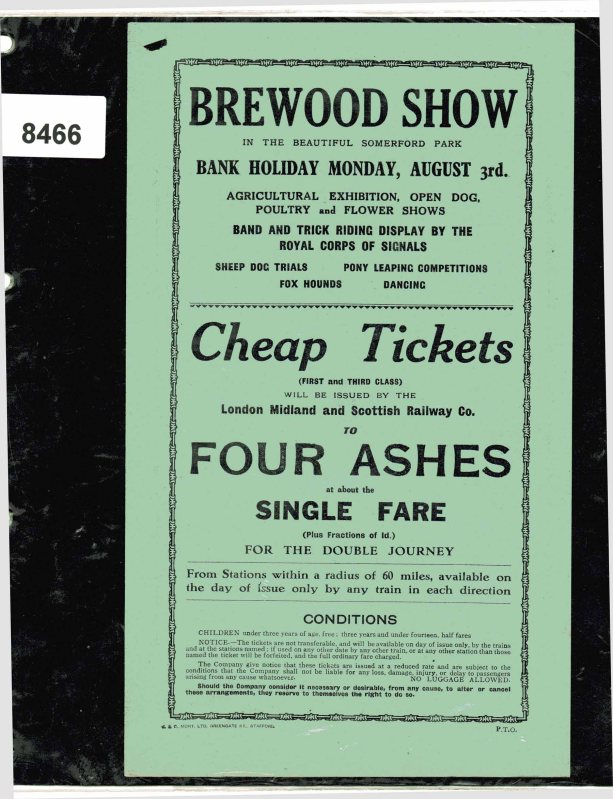 8466
BREWOOD SHOW
IN THE BEAUTIFUL SOMERFORD PARK
BANK HOLIDAY MONDAY, AUGUST 3rd.
AGRICULTURAL EXHIBITION, OPEN DOG,
POULTRY and FLOWER SHOWS
BAND AND TRICK RIDING DISPLAY BY THE
ROYAL CORPS OF SIGNALS
SHEEP DOG TRIALS PONY LEAPING COMPETITIONS
FOX HOUNDS DANCING
Cheap Tickets
(FIRST and THIRD CLASS)
WILL BE ISSUED BY THE
London Midland and Scottish Railway Co.
TO
FOUR ASHES
at about the
SINGLE FARE
(Plus Fractions of 1d.)
FOR THE DOUBLE JOURNEY
From Stations within a radius of 60 miles, available on
the day of issue only by any train in each direction
CONDITIONS
CHILDREN under three years of age, free; three years and under fourteen, half fares
NOTICE.—The tickets are not transferable, and will be available on day of issue only, by the trains
and at the stations named; if used on any other date by any other train, or at any other station than those
named the ticket will be forfeited, and the full ordinary fare charged.
The Company give notice that these tickets are issued at a reduced rate and are subject to the
conditions that the Company shall not be liable for any loss, damage, injury, or delay to passengers
arising from any cause whatsoever. NO LUGGAGE ALLOWED.
Should the Company consider it necessary or desirable, from any cause, to alter or cancel
these arrangements, they reserve to themselves the right to do so.
MORT, LTD. GREENGATE ST., STAFFORD.
P.T.O.